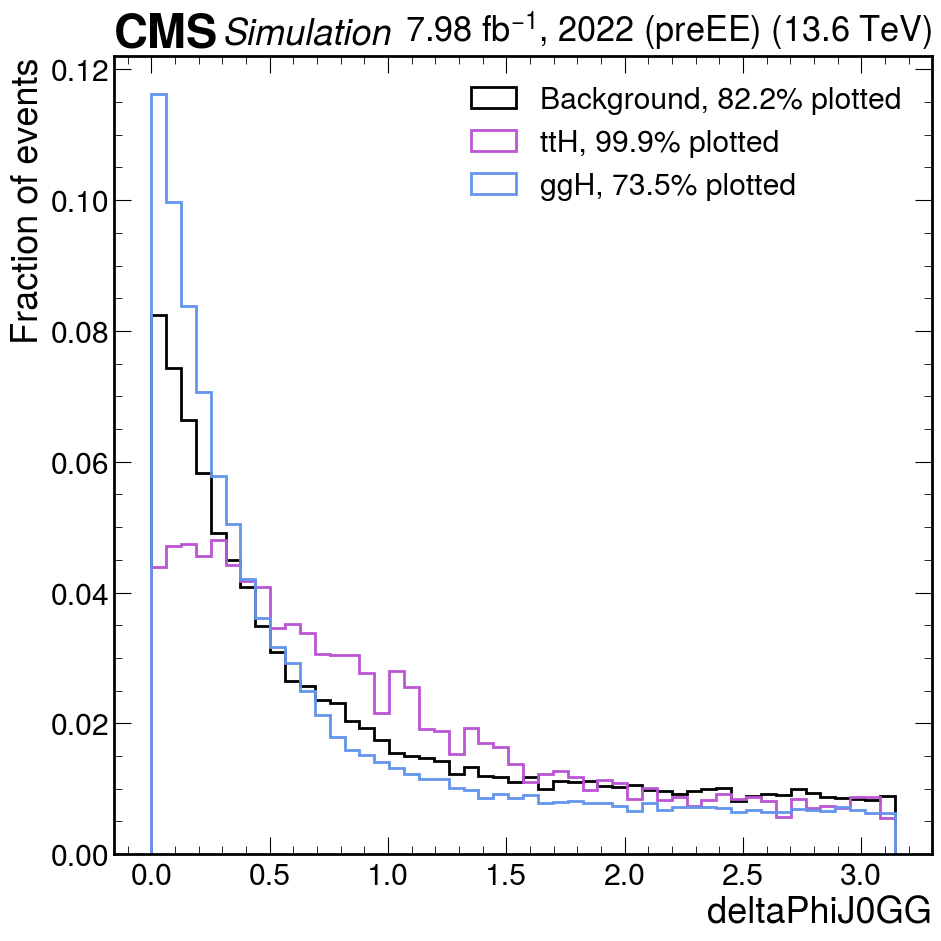 CMS Simulation 7.98 fb⁻¹, 2022 (preEE) (13.6 TeV)
Fraction of events
0.12
0.10
0.08
0.06
0.04
0.02
0.00
Background, 82.2% plotted
ttH, 99.9% plotted
ggH, 73.5% plotted
0.0 0.5 1.0 1.5 2.0 2.5 3.0
deltaPhiJ0GG